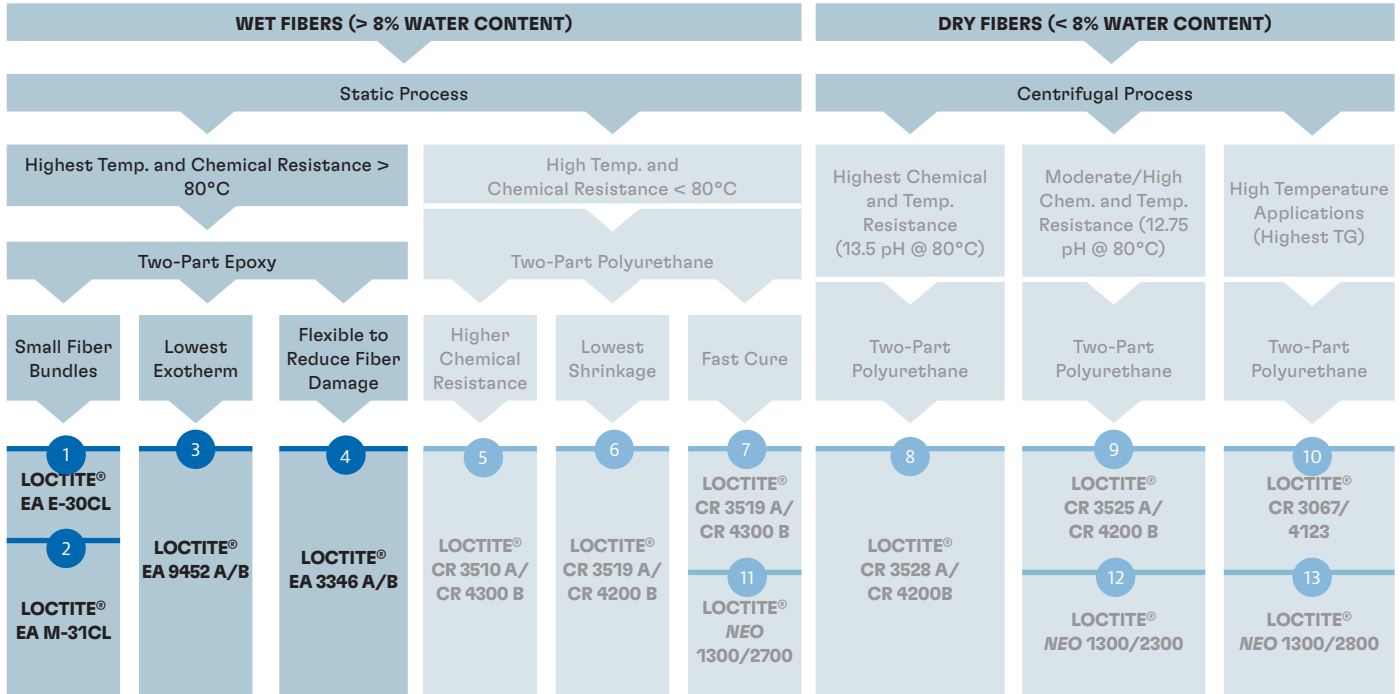 WET FIBERS (> 8% WATER CONTENT)
DRY FIBERS (< 8% WATER CONTENT)
Static Process
Centrifugal Process
Highest Temp. and Chemical Resistance >
80°C
High Temp. and
Chemical Resistance < 80°C
Highest Chemical
and Temp.
Resistance
(13.5 pH @ 80°C)
Moderate/High
Chem. and Temp.
Resistance (12.75
pH @ 80°C)
High Temperature
Applications
(Highest TG)
Two-Part Epoxy
Two-Part Polyurethane
Small Fiber
Bundles
Lowest
Exotherm
Flexible to
Reduce Fiber
Damage
Higher
Chemical
Resistance
Lowest
Shrinkage
Fast Cure
Two-Part
Polyurethane
Two-Part
Polyurethane
Two-Part
Polyurethane
1
LOCTITE®
EA E-30CL
2
LOCTITE®
EA M-31CL
3
LOCTITE®
EA 9452 A/B
4
LOCTITE®
EA 3346 A/B
5
LOCTITE®
CR 3510 A/
CR 4300 B
6
LOCTITE®
CR 3519 A/
CR 4200 B
7
LOCTITE®
CR 3519 A/
CR 4300 B
11
LOCTITE®
NEO
1300/2700
8
LOCTITE®
CR 3528 A/
CR 4200B
9
LOCTITE®
CR 3525 A/
CR 4200 B
12
LOCTITE®
NEO 1300/2300
10
LOCTITE®
CR 3067/
4123
13
LOCTITE®
NEO 1300/2800